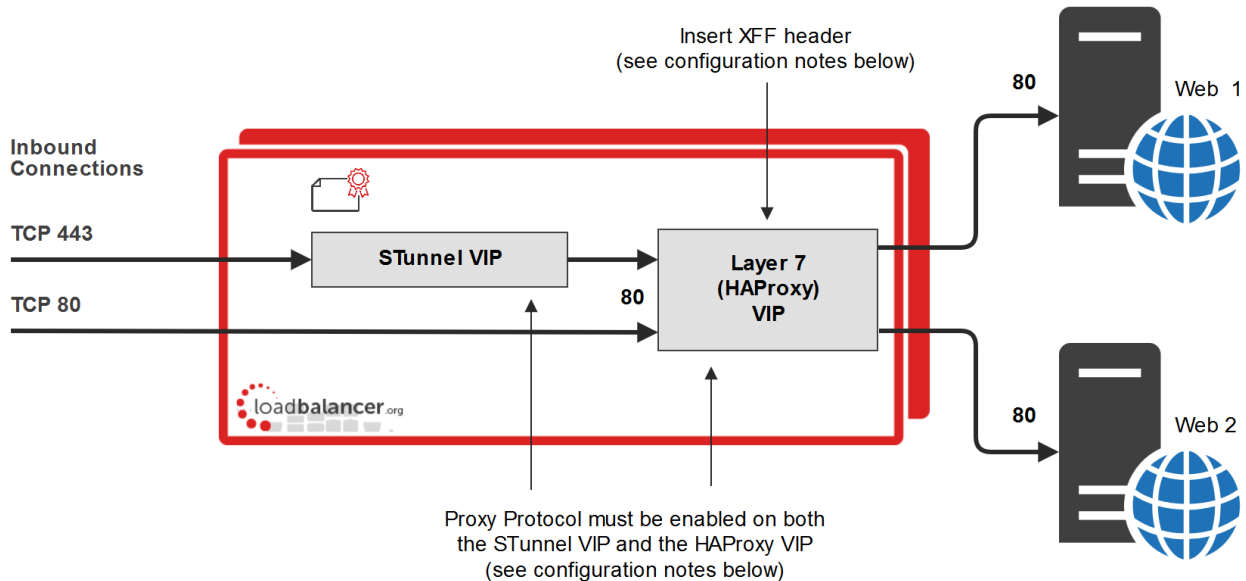 Insert XFF header
(see configuration notes below)
80
Web 1
Inbound
Connections
TCP 443
STunnel VIP
Layer 7
(HAProxy)
VIP
TCP 80
80
loadbalancer.org
80
Web 2
Proxy Protocol must be enabled on both
the STunnel VIP and the HAProxy VIP
(see configuration notes below)